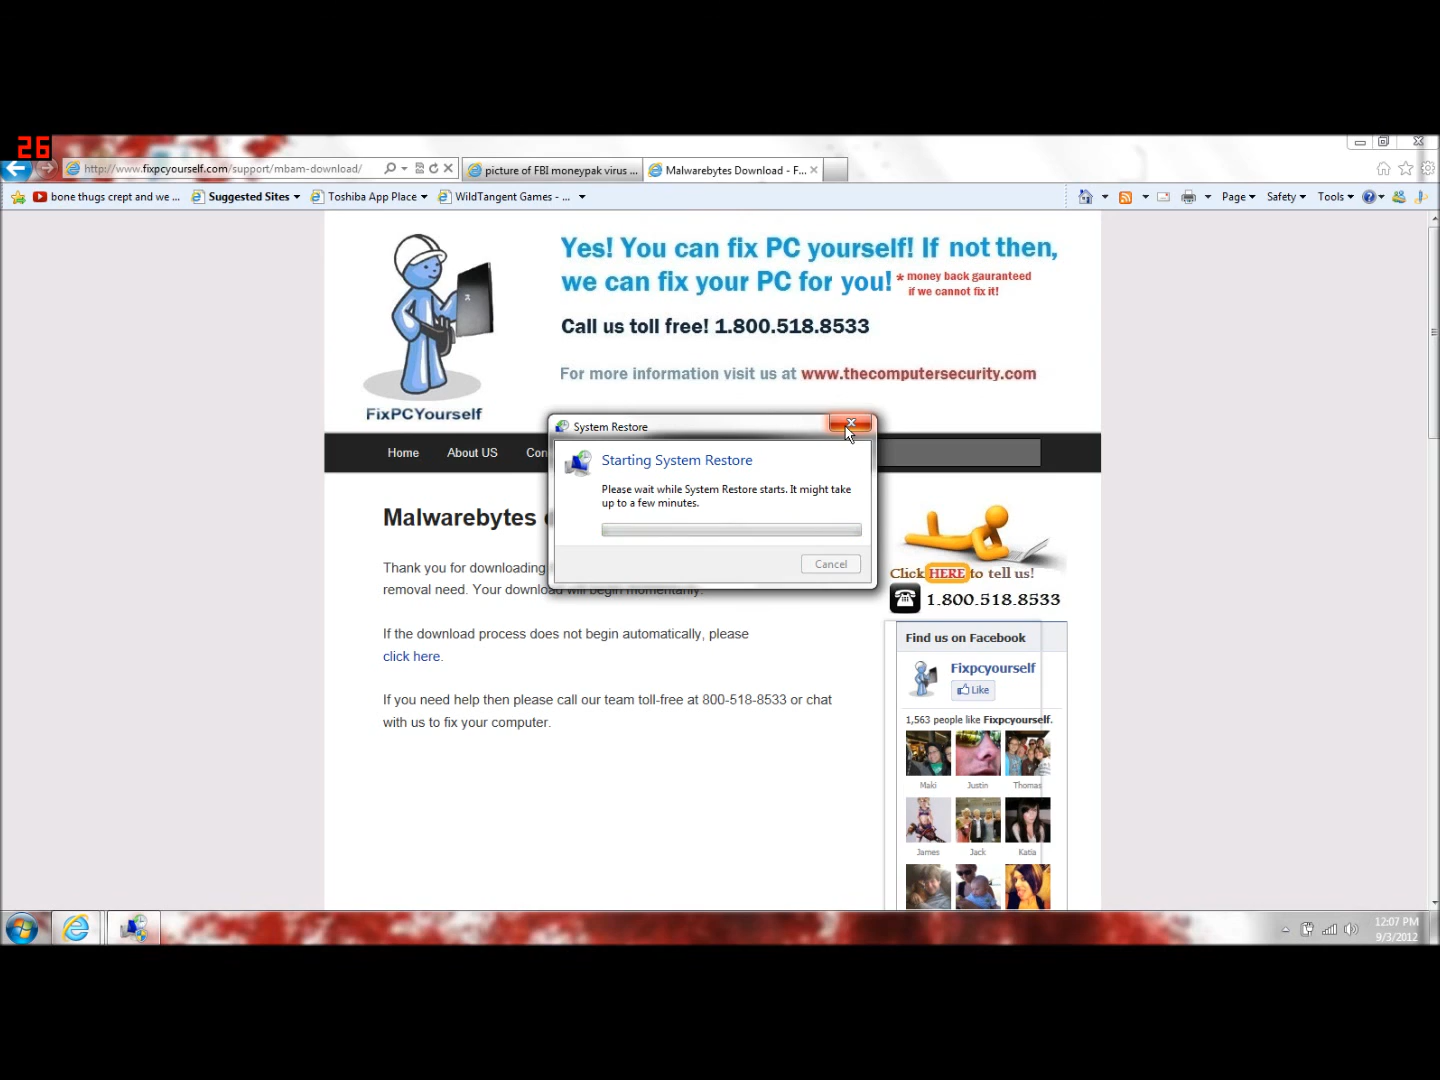 26
http://www.fixpcyourself.com/support/mbam-download/
picture of FBI moneypak virus ...
Malwarebytes Download - F...
bone thugs crept and we ...
Suggested Sites
Toshiba App Place
WildTangent Games - ...
Page
Safety
Tools
Yes! You can fix PC yourself! If not then,
we can fix your PC for you! * money back gauranteed
if we cannot fix it!
Call us toll free! 1.800.518.8533
For more information visit us at www.thecomputersecurity.com
FixPCYourself
System Restore
Home About US Con
Starting System Restore
Please wait while System Restore starts. It might take
up to a few minutes.
Cancel
Malwarebytes
Thank you for downloading
removal need. Your download will begin momentarily.
If the download process does not begin automatically, please
click here.
If you need help then please call our team toll-free at 800-518-8533 or chat
with us to fix your computer.
Click HERE to tell us!
1.800.518.8533
Find us on Facebook
Fixpcyourself
Like
1,563 people like Fixpcyourself.
Maki Justin Thomas
James Jack Katia
12:07 PM
9/3/2012